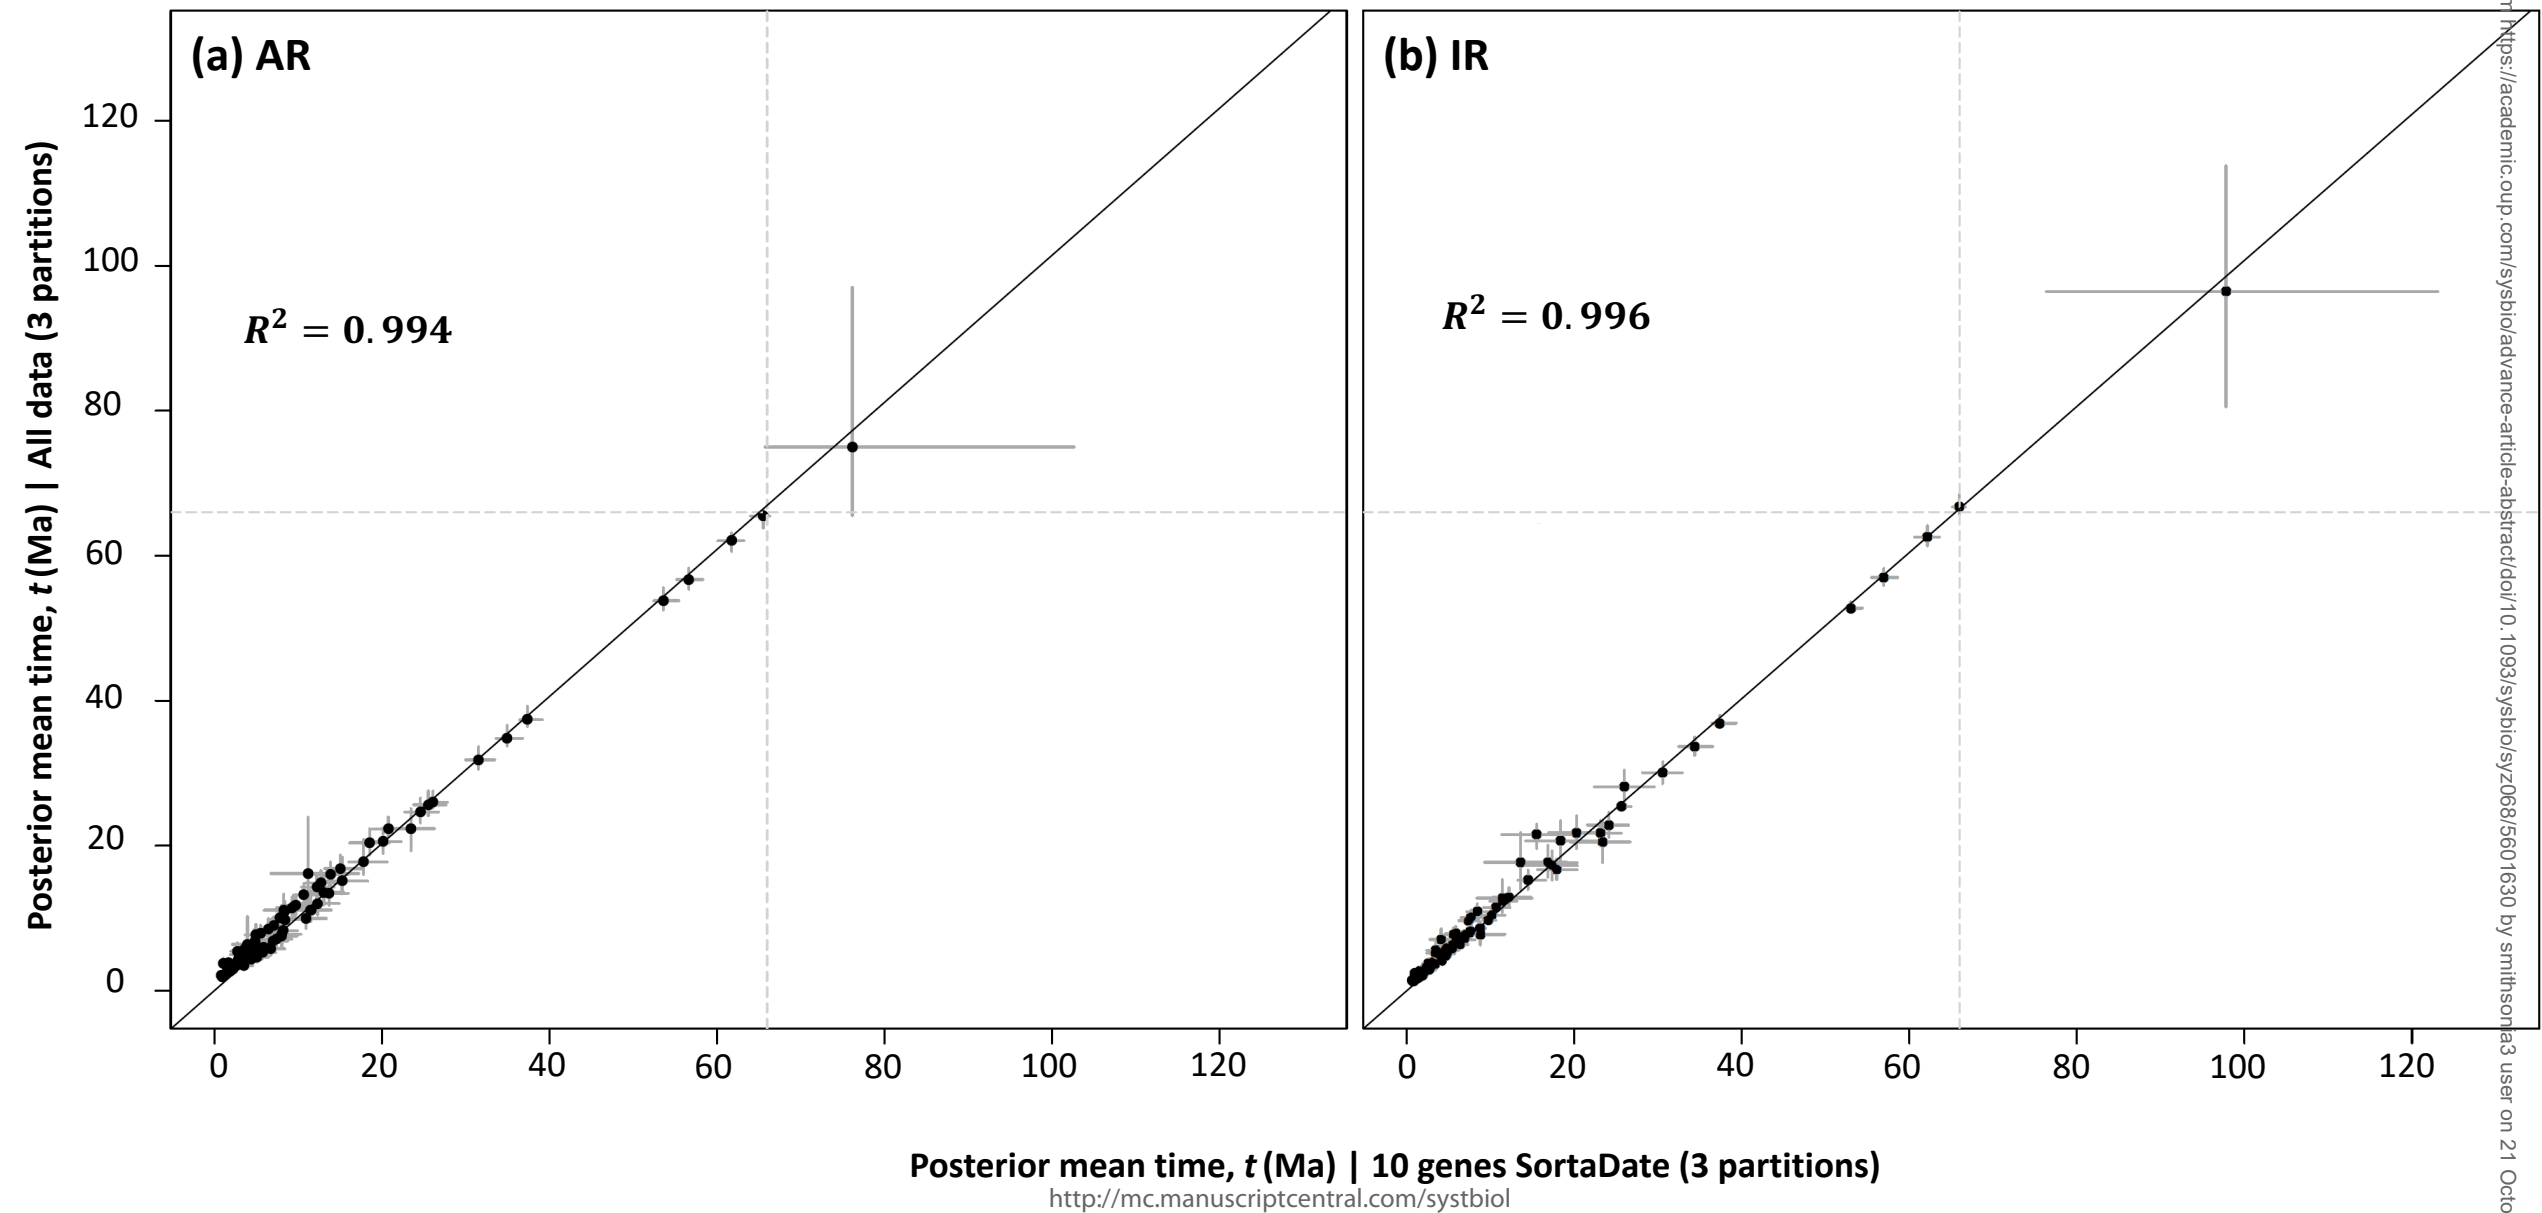 (a) AR
(b) IR
R² = 0.994
R² = 0.996
Posterior mean time, t (Ma) | All data (3 partitions)
120
100
80
60
40
20
0
0 20 40 60 80 100 120
0 20 40 60 80 100 120
Posterior mean time, t (Ma) | 10 genes SortaDate (3 partitions)
http://mc.manuscriptcentral.com/systbiol
m https://academic.oup.com/sysbio/advance-article-abstract/doi/10.1093/sysbio/syz068/5601630 by smithsonia3 user on 21 Octo